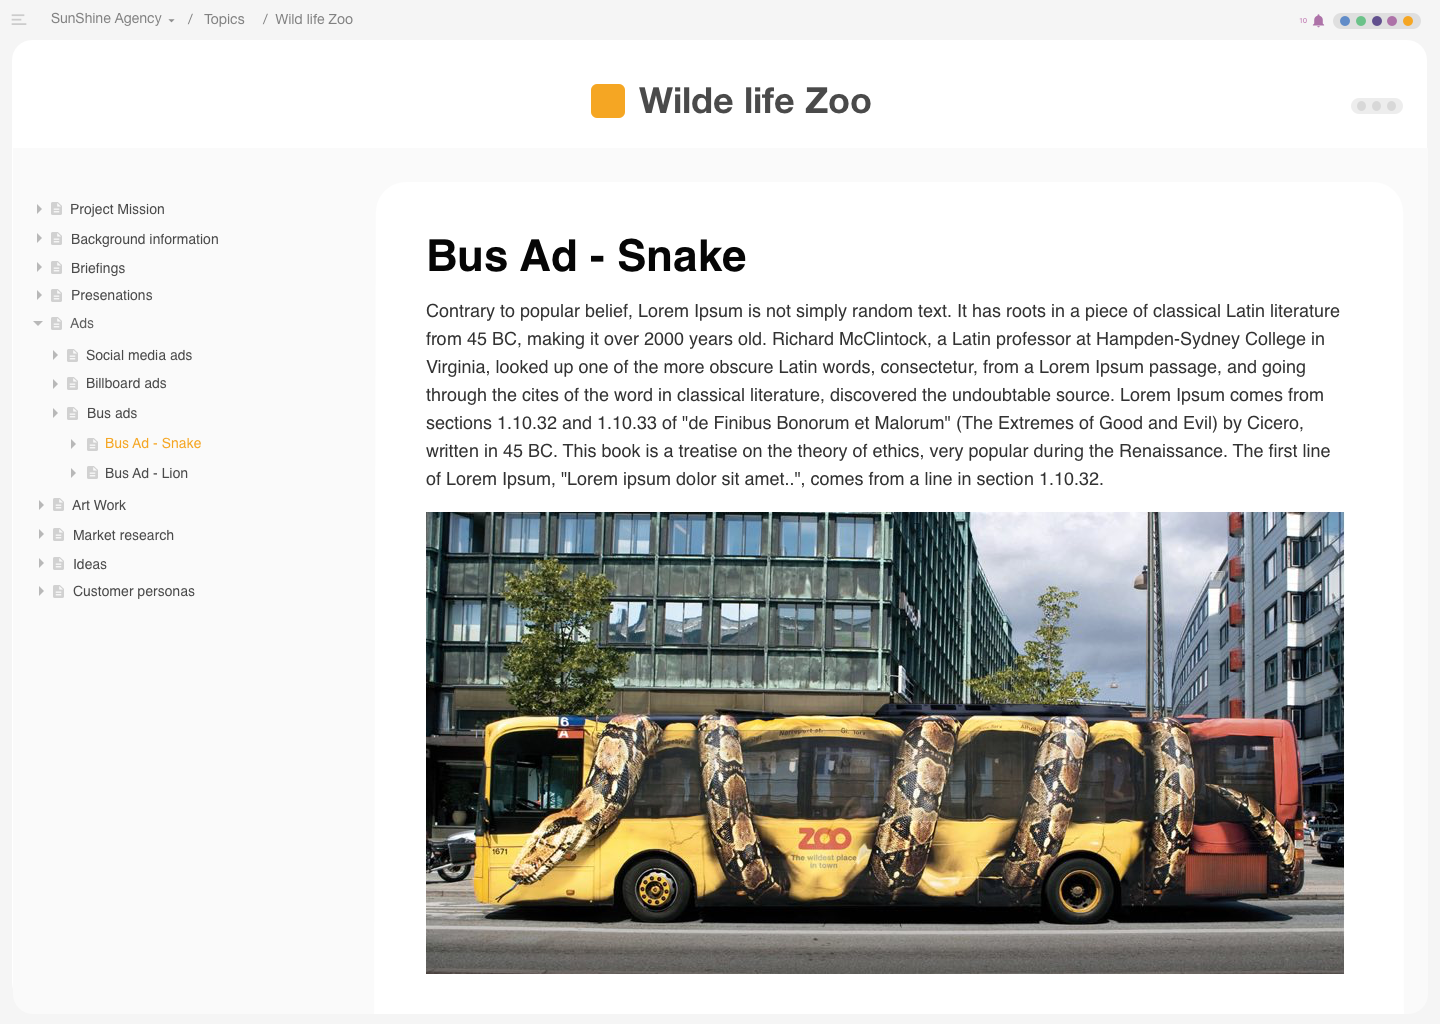 SunShine Agency / Topics / Wild life Zoo
10
Wilde life Zoo
Project Mission
Background information
Briefings
Presenations
Ads
Social media ads
Billboard ads
Bus ads
Bus Ad - Snake
Bus Ad - Lion
Art Work
Market research
Ideas
Customer personas
Bus Ad - Snake
Contrary to popular belief, Lorem Ipsum is not simply random text. It has roots in a piece of classical Latin literature
from 45 BC, making it over 2000 years old. Richard McClintock, a Latin professor at Hampden-Sydney College in
Virginia, looked up one of the more obscure Latin words, consectetur, from a Lorem Ipsum passage, and going
through the cites of the word in classical literature, discovered the undoubtable source. Lorem Ipsum comes from
sections 1.10.32 and 1.10.33 of "de Finibus Bonorum et Malorum" (The Extremes of Good and Evil) by Cicero,
written in 45 BC. This book is a treatise on the theory of ethics, very popular during the Renaissance. The first line
of Lorem Ipsum, "Lorem ipsum dolor sit amet..", comes from a line in section 1.10.32.
6
A
1671
ZOO
The wildest place
in town